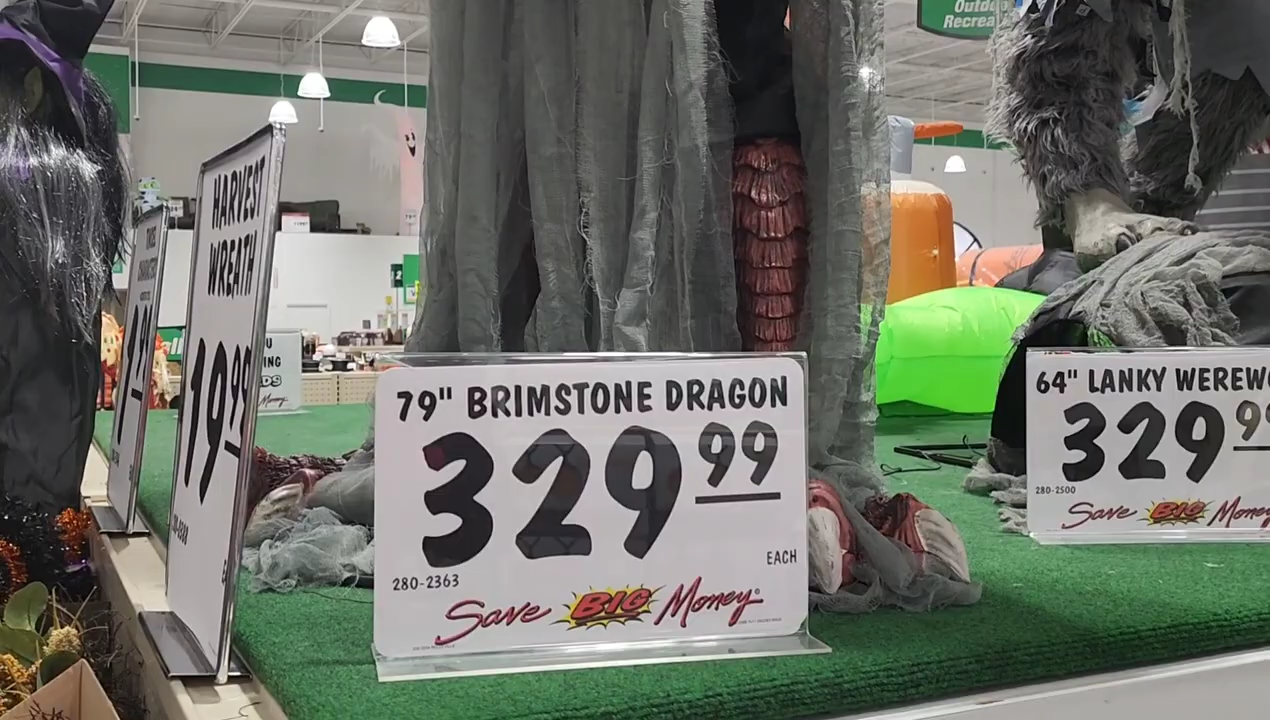 Outdo
Recrea
HARVEST
WREATH
19 99
79" BRIMSTONE DRAGON
329 99
EACH
280-2363
Save BIG Money
64" LANKY WEREW
329 99
280-2500
Save BIG Money